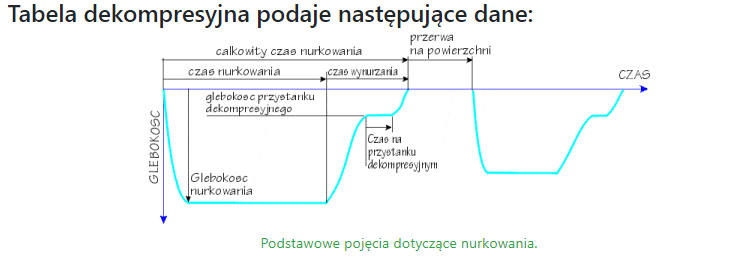 Tabela dekompresyjna podaje następujące dane:
przerwa
na powierzchni
calkowity czas nurkowania
czas nurkowania
czas wynurzania
CZAS
glebokosc przystanku
dekompresyjnego
GLEBOKOSC
Czas na
przystanku
dekompresyjnym
Glebokosc
nurkowania
Podstawowe pojęcia dotyczące nurkowania.